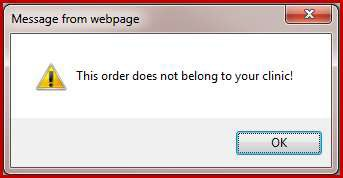 Message from webpage
This order does not belong to your clinic!
OK